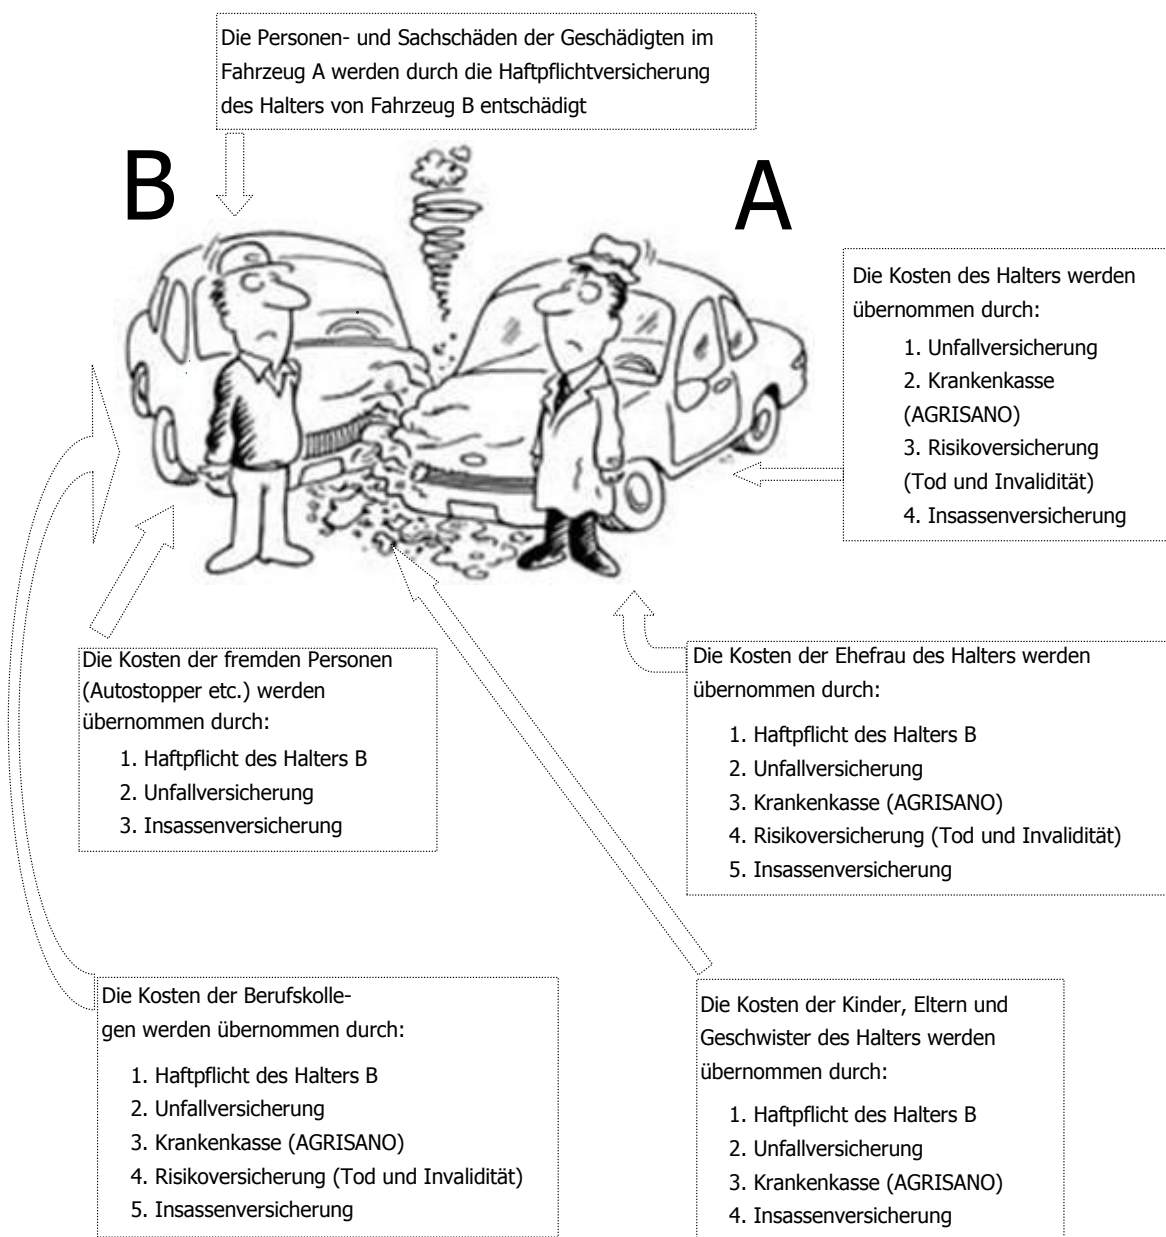 Die Personen- und Sachschäden der Geschädigten im
Fahrzeug A werden durch die Haftpflichtversicherung
des Halters von Fahrzeug B entschädigt
B
A
Die Kosten des Halters werden
übernommen durch:
1. Unfallversicherung
2. Krankenkasse
(AGRISANO)
3. Risikoversicherung
(Tod und Invalidität)
4. Insassenversicherung
Die Kosten der fremden Personen
(Autostopper etc.) werden
übernommen durch:
1. Haftpflicht des Halters B
2. Unfallversicherung
3. Insassenversicherung
Die Kosten der Ehefrau des Halters werden
übernommen durch:
1. Haftpflicht des Halters B
2. Unfallversicherung
3. Krankenkasse (AGRISANO)
4. Risikoversicherung (Tod und Invalidität)
5. Insassenversicherung
Die Kosten der Berufskolle-
gen werden übernommen durch:
1. Haftpflicht des Halters B
2. Unfallversicherung
3. Krankenkasse (AGRISANO)
4. Risikoversicherung (Tod und Invalidität)
5. Insassenversicherung
Die Kosten der Kinder, Eltern und
Geschwister des Halters werden
übernommen durch:
1. Haftpflicht des Halters B
2. Unfallversicherung
3. Krankenkasse (AGRISANO)
4. Insassenversicherung